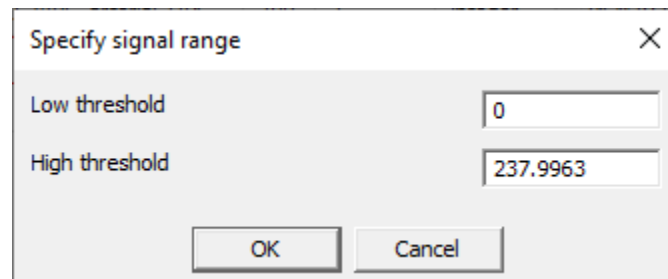 Specify signal range
Low threshold
0
High threshold
237.9963
OK
Cancel